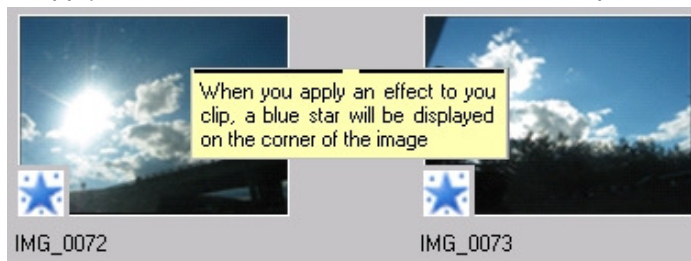 When you apply an effect to you
clip, a blue star will be displayed
on the corner of the image
IMG_0072
IMG_0073